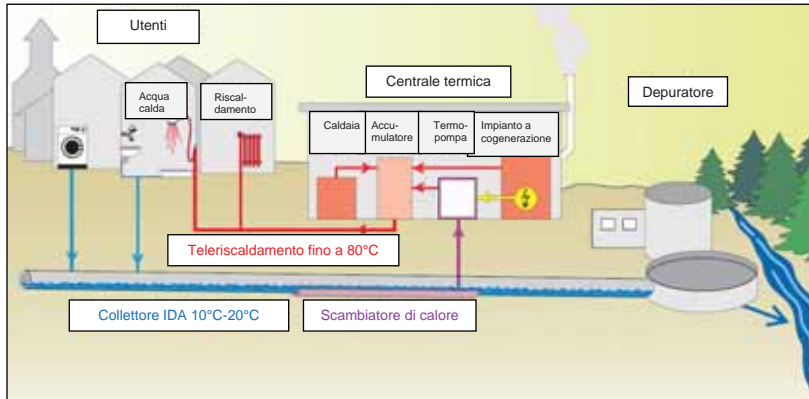 Utenti
Centrale termica
Depuratore
Acqua
calda
Riscal-
damento
Caldaia
Accu-
mulatore
Termo-
pompa
Impianto a
cogenerazione
Teleriscaldamento fino a 80°C
Collettore IDA 10°C-20°C
Scambiatore di calore